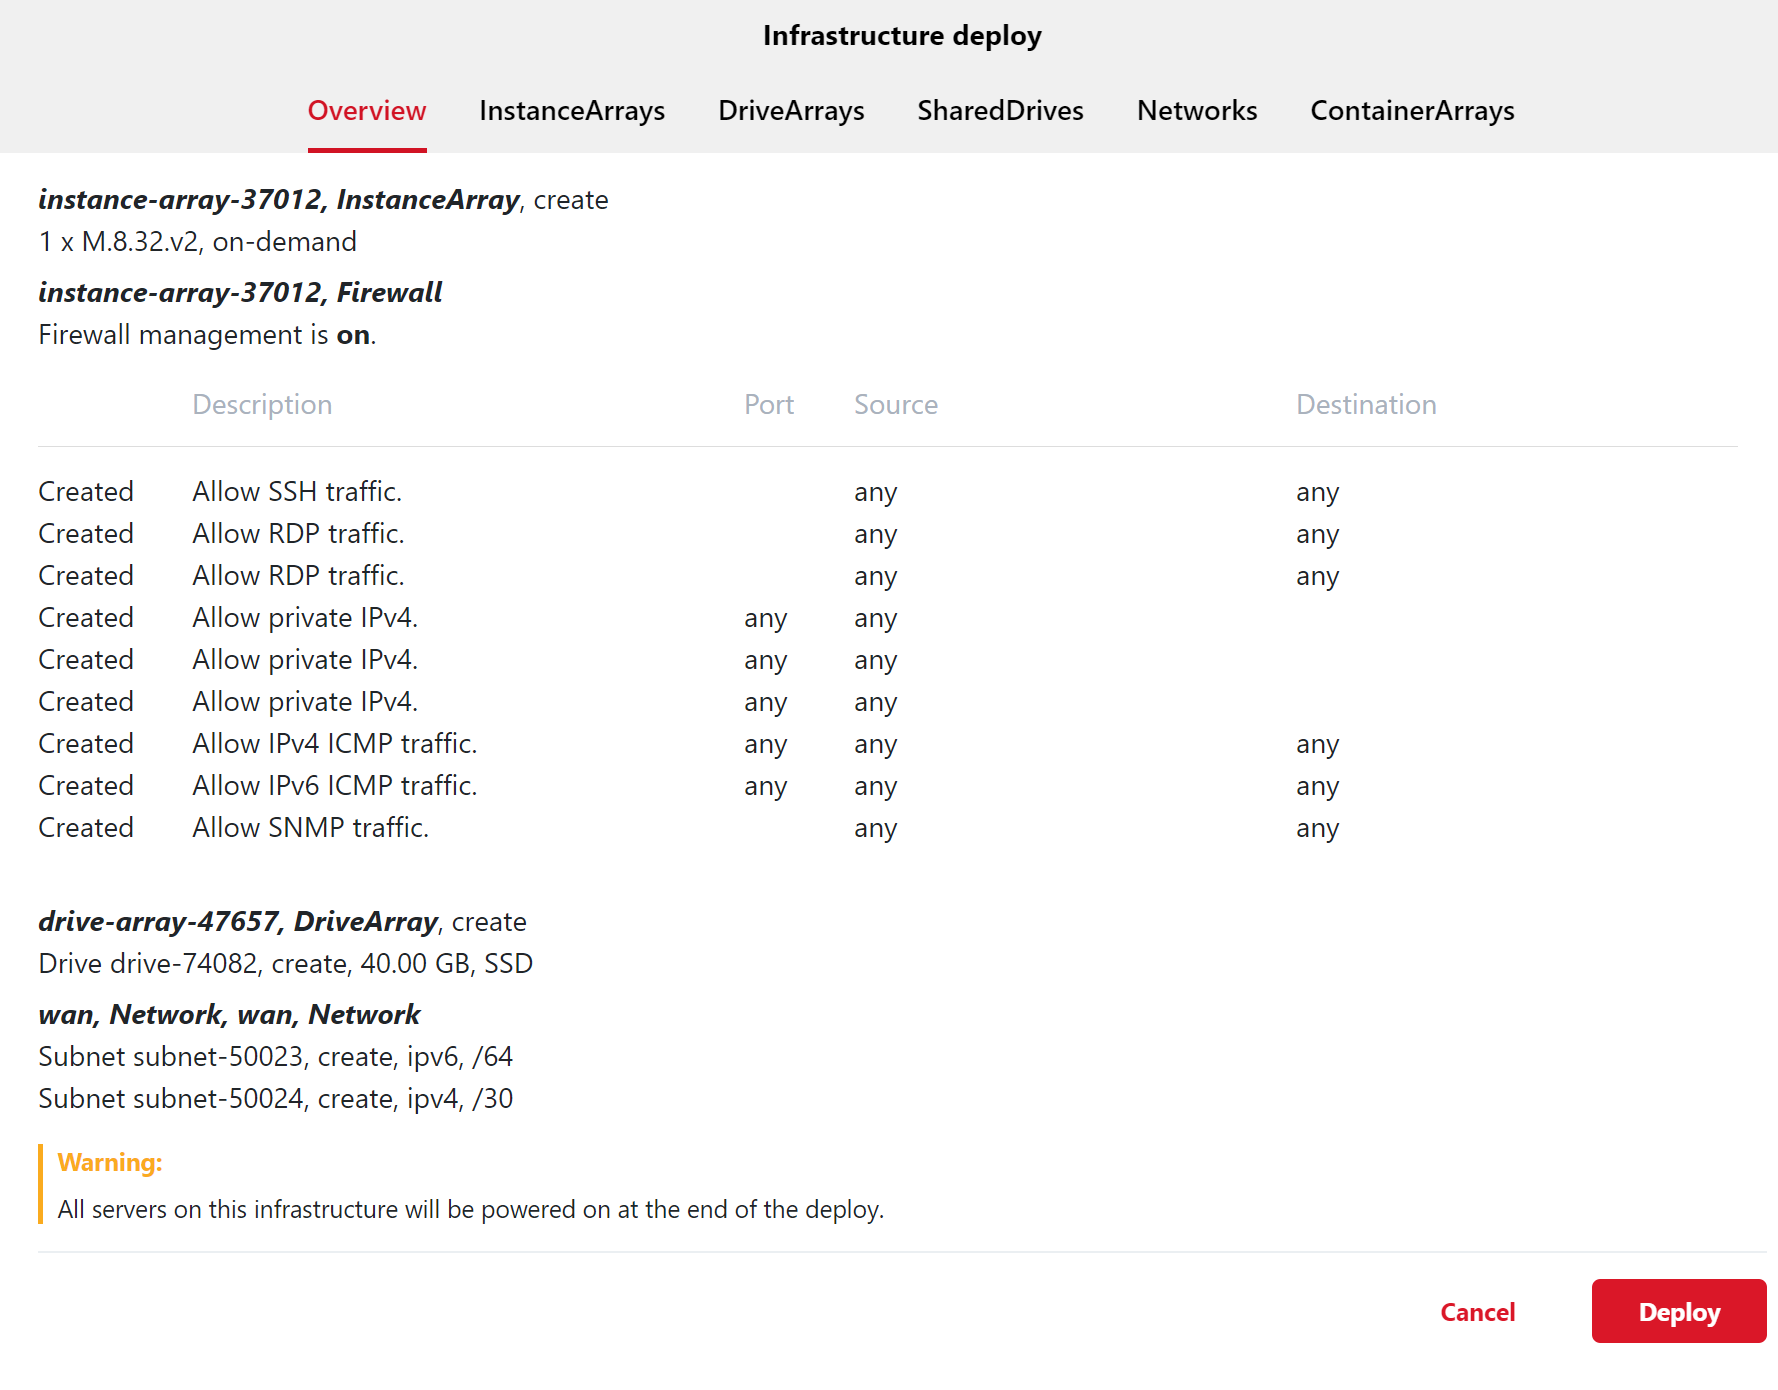 Infrastructure deploy
Overview InstanceArrays DriveArrays SharedDrives Networks ContainerArrays
instance-array-37012, InstanceArray, create
1 x M.8.32.v2, on-demand
instance-array-37012, Firewall
Firewall management is on.
Description Port Source Destination
Created Allow SSH traffic. any any
Created Allow RDP traffic. any any
Created Allow RDP traffic. any any
Created Allow private IPv4. any any
Created Allow private IPv4. any any
Created Allow private IPv4. any any
Created Allow IPv4 ICMP traffic. any any any
Created Allow IPv6 ICMP traffic. any any any
Created Allow SNMP traffic. any any
drive-array-47657, DriveArray, create
Drive drive-74082, create, 40.00 GB, SSD
wan, Network, wan, Network
Subnet subnet-50023, create, ipv6, /64
Subnet subnet-50024, create, ipv4, /30
Warning:
All servers on this infrastructure will be powered on at the end of the deploy.
Cancel Deploy